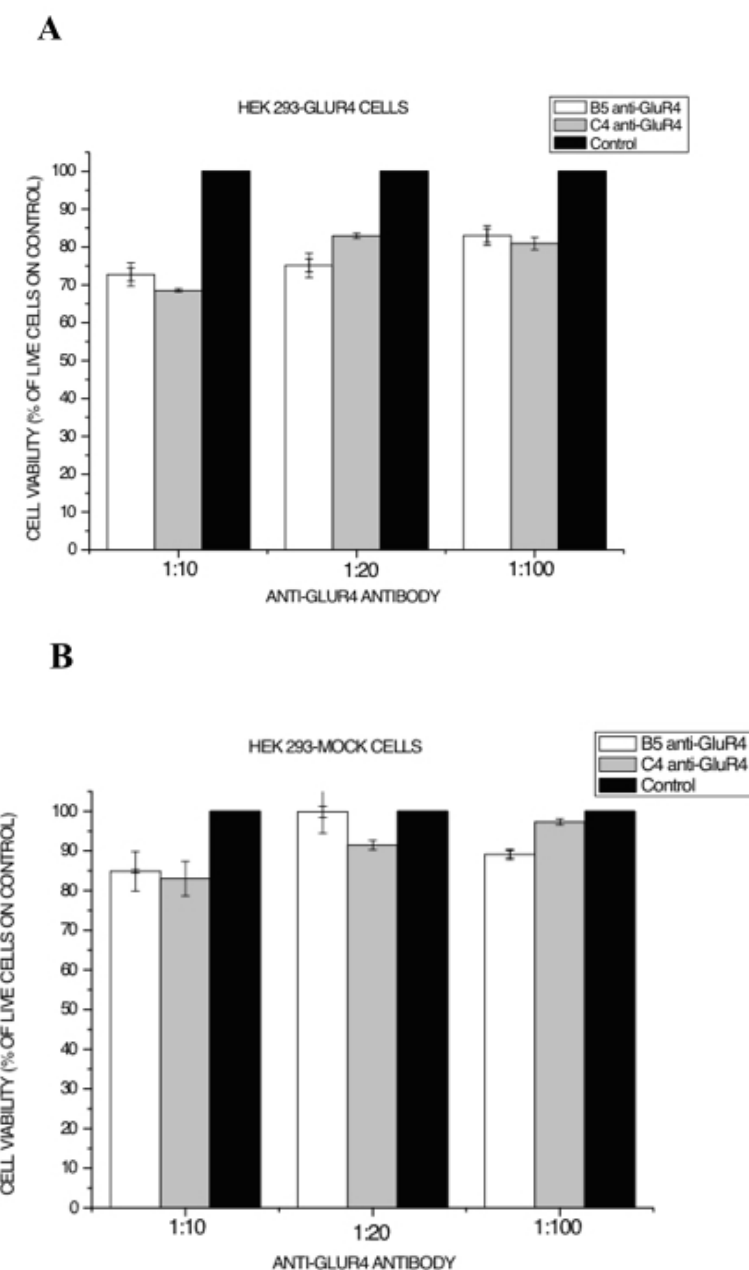 A
HEK 293-GLUR4 CELLS
B5 anti-GluR4
C4 anti-GluR4
Control
CELL VIABILITY (% OF LIVE CELLS ON CONTROL)
100
90
80
70
60
50
40
30
20
10
0
1:10 1:20 1:100
ANTI-GLUR4 ANTIBODY
B
HEK 293-MOCK CELLS
B5 anti-GluR4
C4 anti-GluR4
Control
CELL VIABILITY (% OF LIVE CELLS ON CONTROL)
100
90
80
70
60
50
40
30
20
10
0
1:10 1:20 1:100
ANTI-GLUR4 ANTIBODY